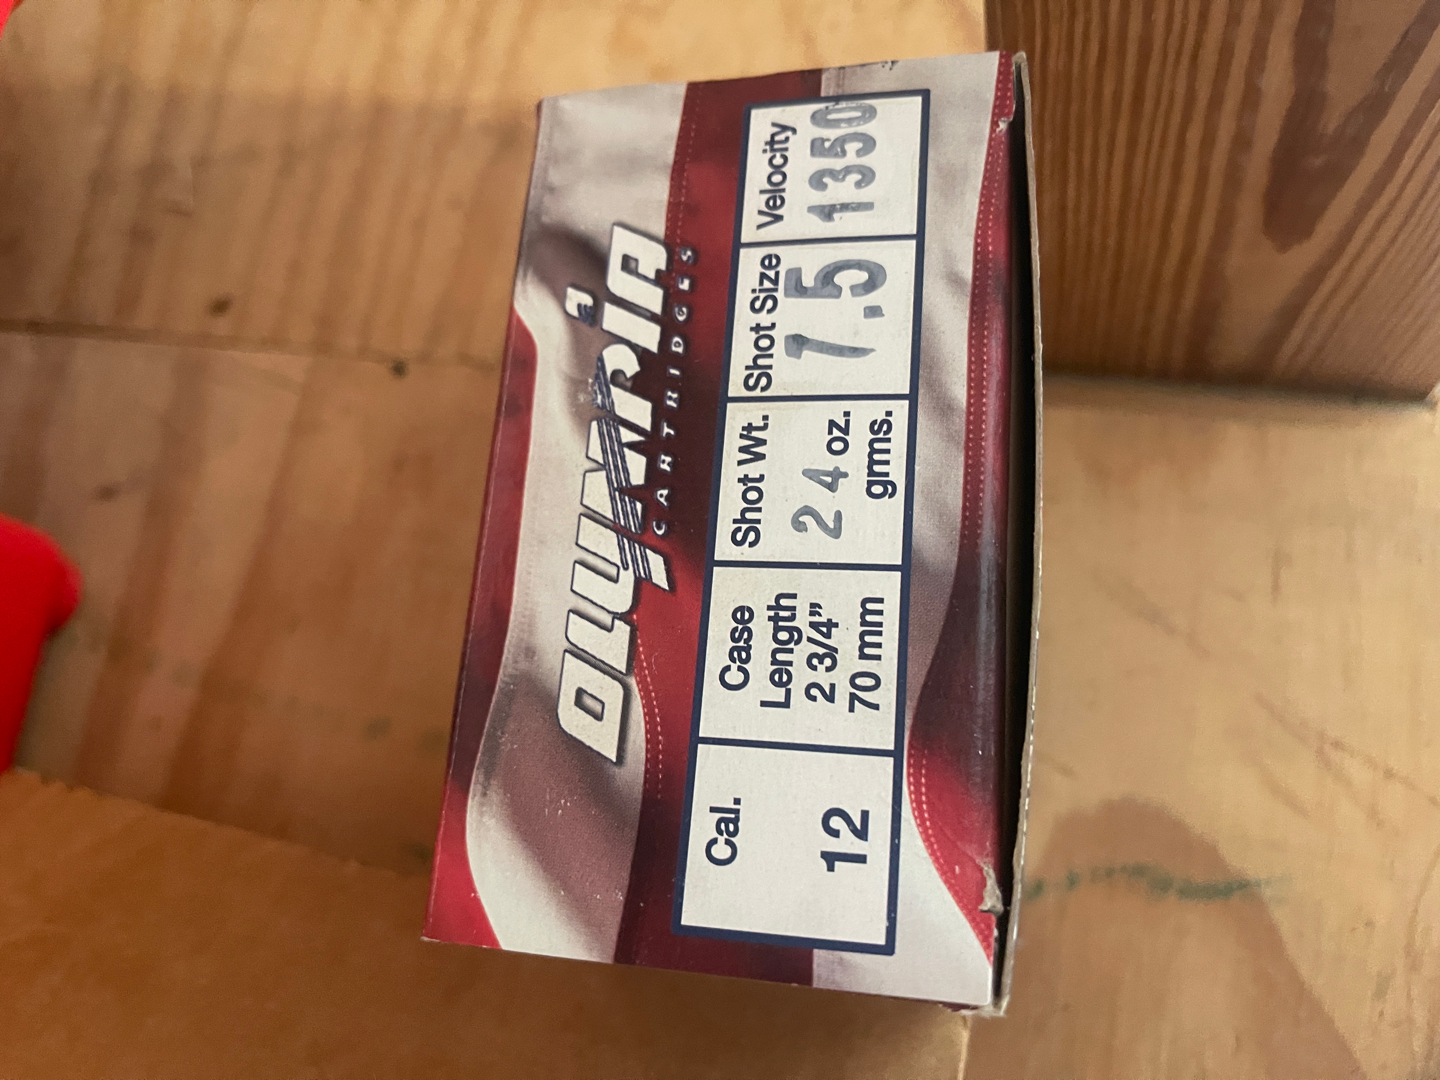 OLYMPIA
CARTRIDGES
Cal.
12
Case
Length
2 3/4”
70 mm
Shot Wt.
24 oz.
grms.
Shot Size
7.5
Velocity
1350